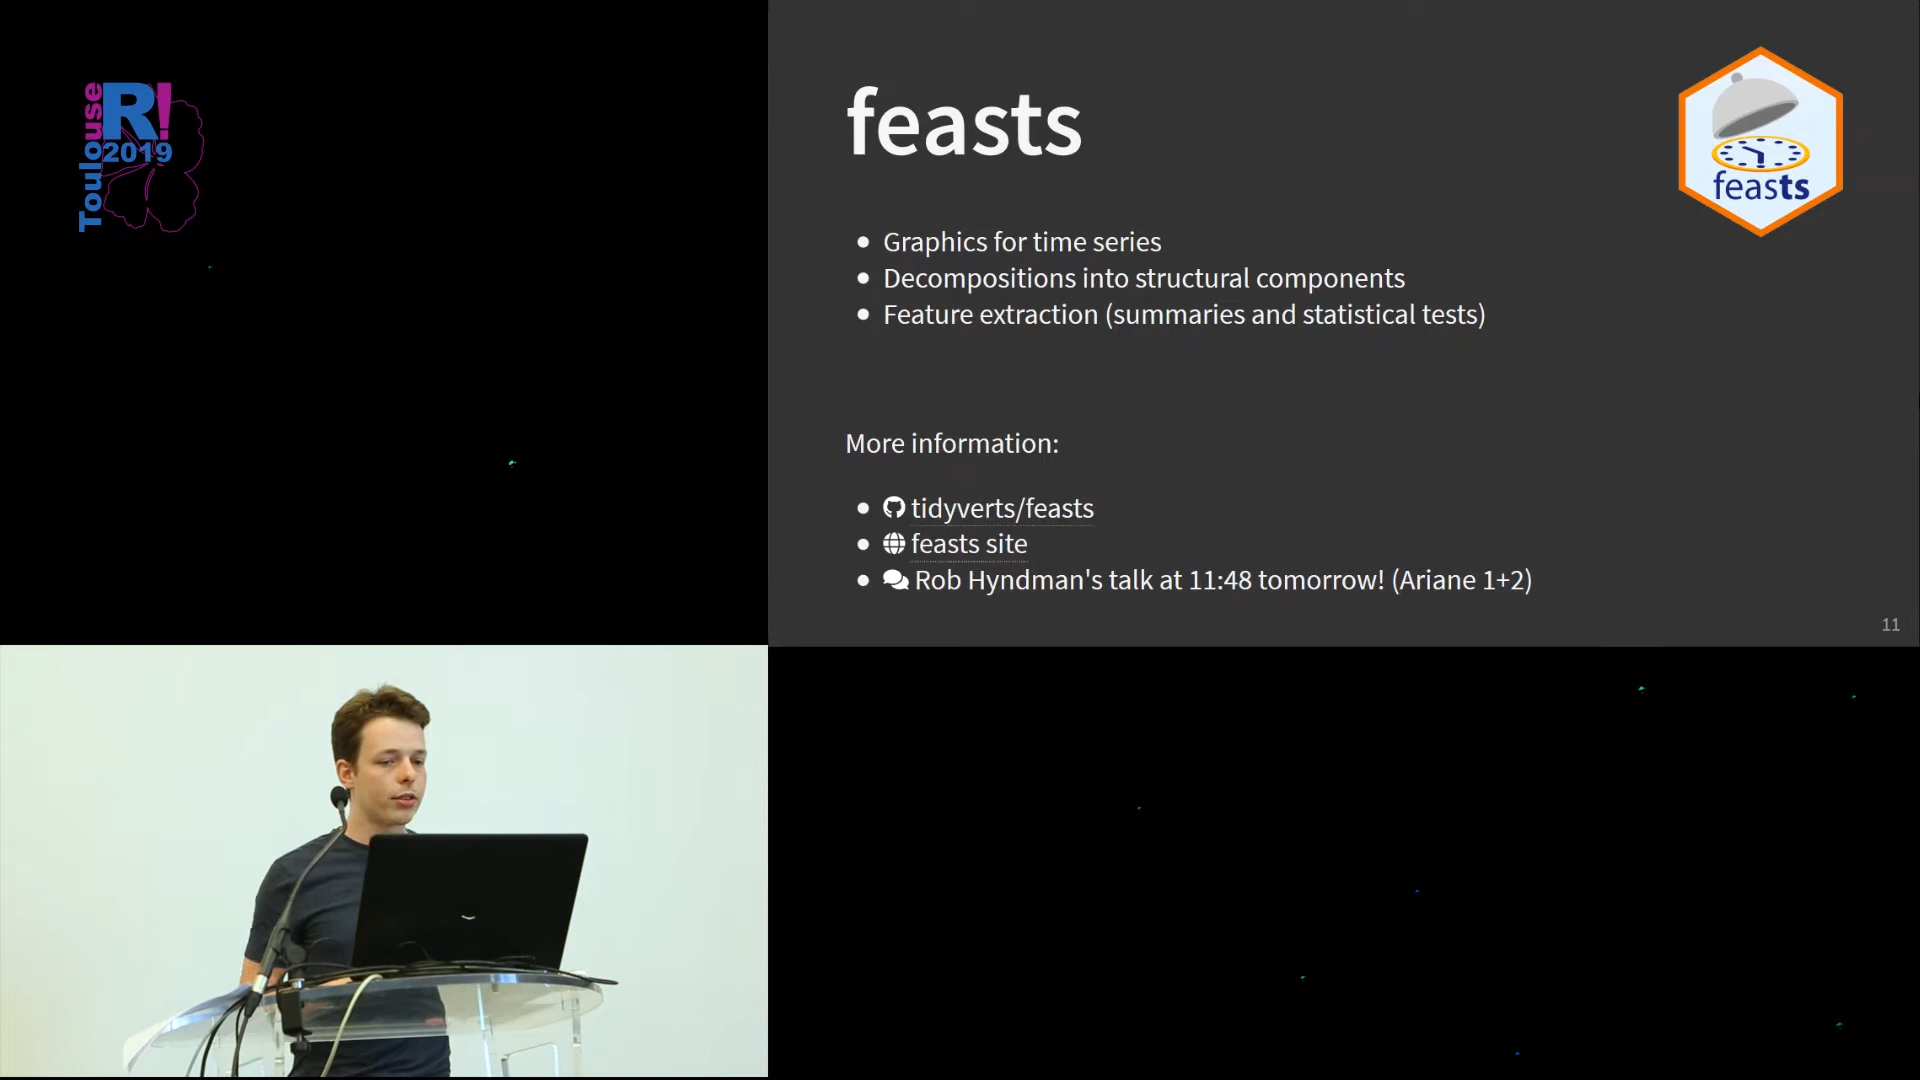 Toulouse
R!
2019
feasts
feasts
Graphics for time series
Decompositions into structural components
Feature extraction (summaries and statistical tests)
More information:
tidyverts/feasts
feasts site
Rob Hyndman's talk at 11:48 tomorrow! (Ariane 1+2)
11